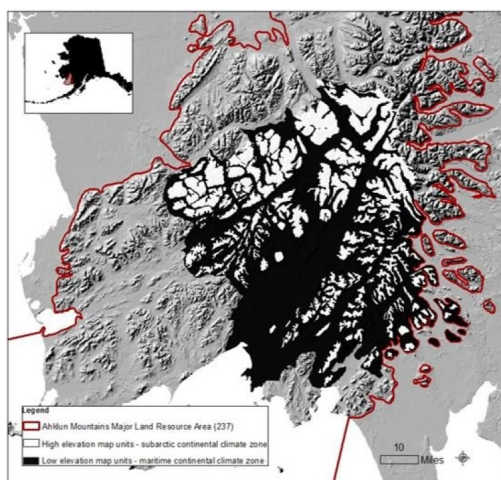 Legend
Ahklun Mountains Major Land Resource Area (237)
High elevation map units - subarctic continental climate zone
Low elevation map units - maritime continental climate zone
10
Miles